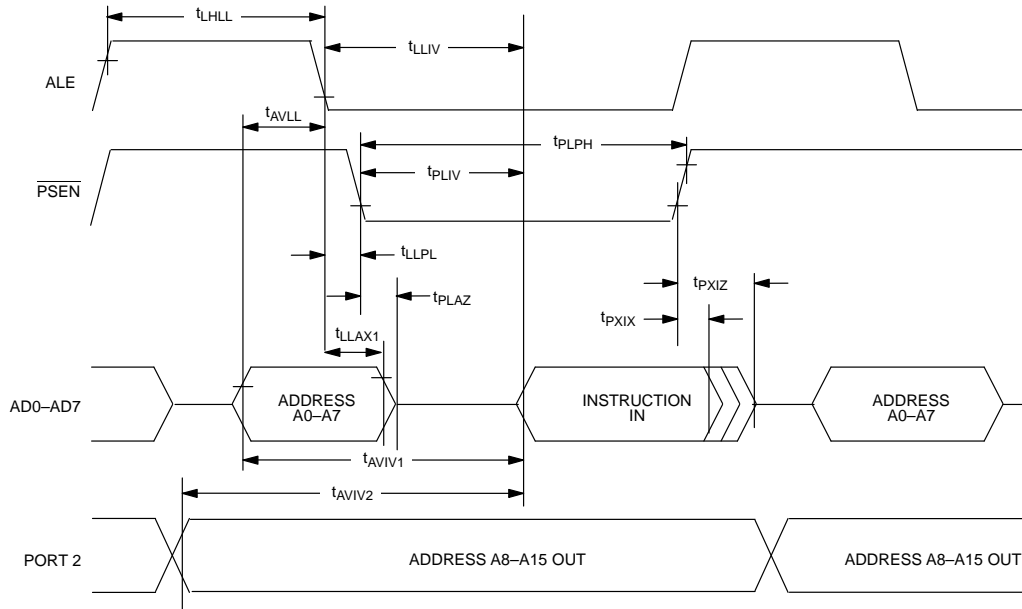 tLHLL
tLLIV
ALE
tAVLL
tPLPH
PSEN
tPLIV
tLLPL
tPXIZ
tPLAZ
tPXIX
tLLAX1
AD0–AD7
ADDRESS
A0–A7
INSTRUCTION
IN
ADDRESS
A0–A7
tAVIV1
tAVIV2
PORT 2
ADDRESS A8–A15 OUT
ADDRESS A8–A15 OUT